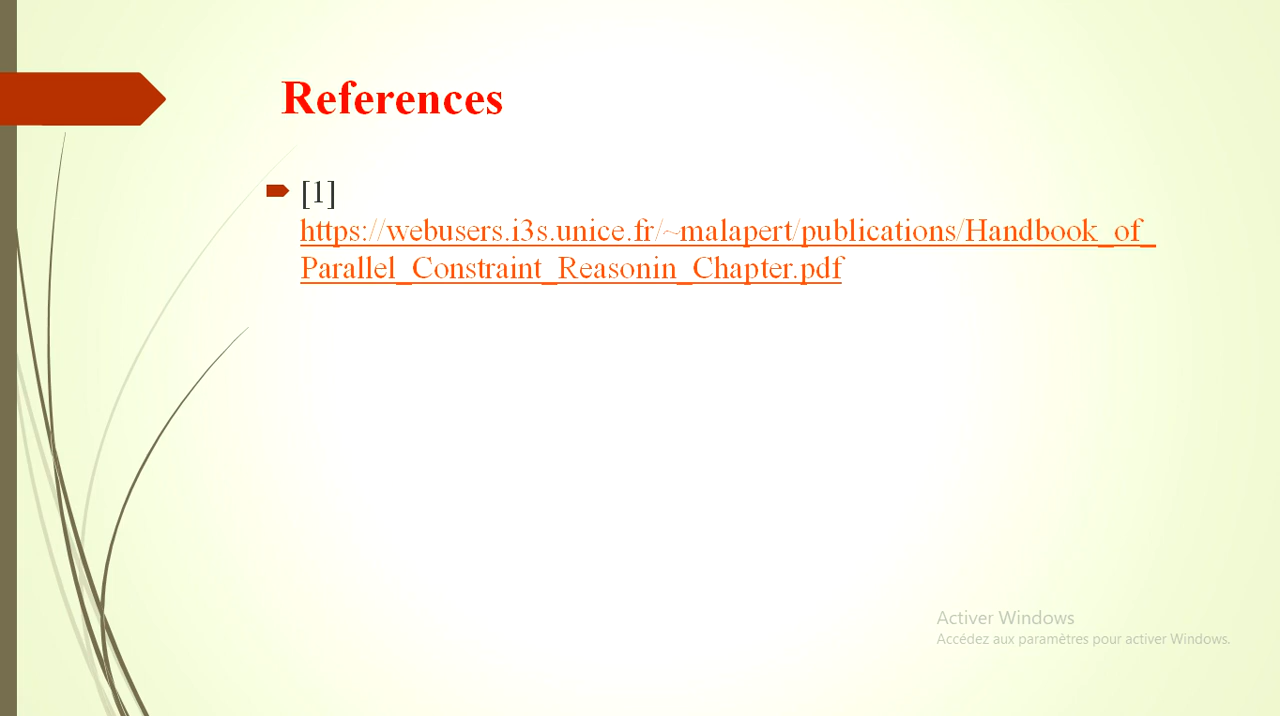 References
[1]
https://webusers.i3s.unice.fr/~malapert/publications/Handbook_of_
Parallel_Constraint_Reasonin_Chapter.pdf
Activer Windows
Accédez aux paramètres pour activer Windows.